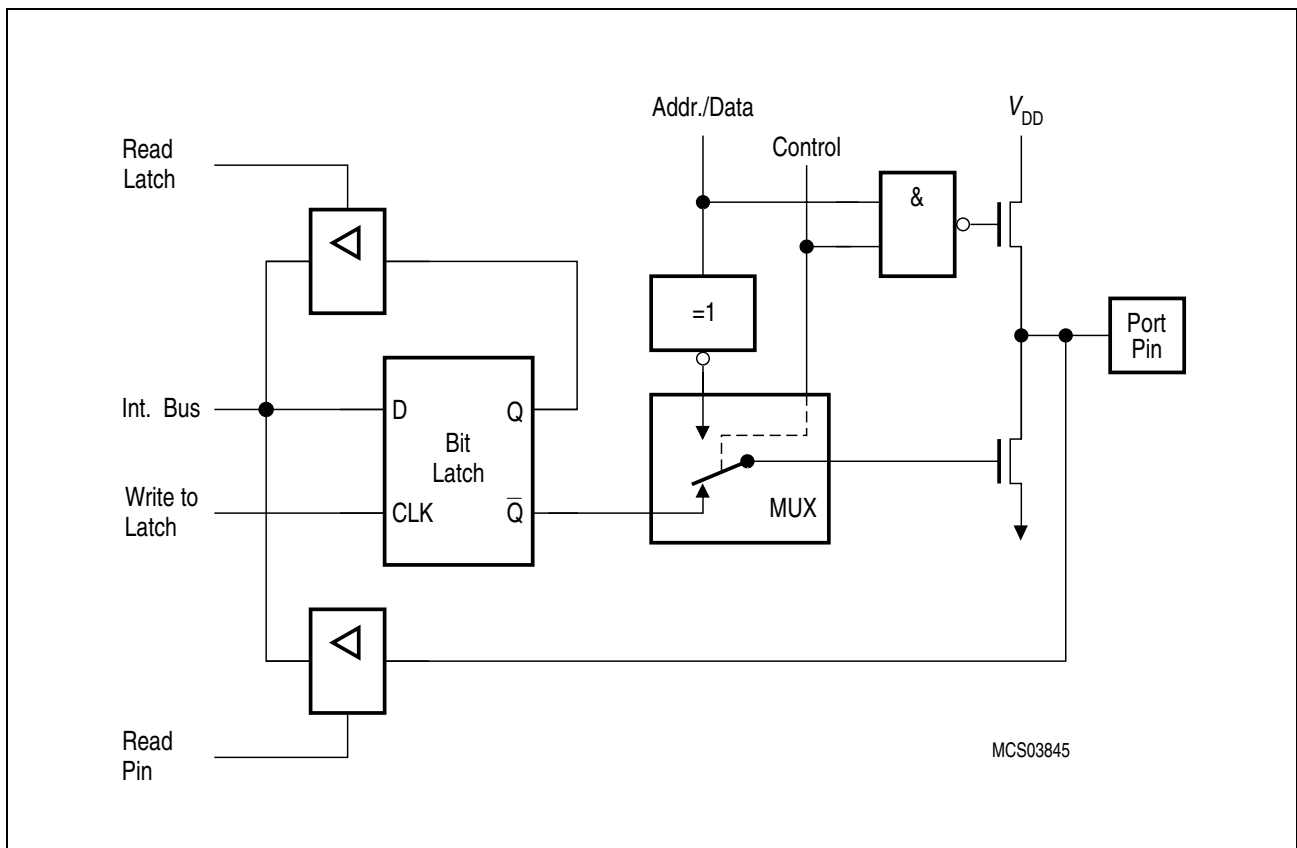 Addr./Data
V_DD
Control
Read
Latch
&
=1
Port
Pin
Int. Bus
D
Q
Bit
Latch
Write to
Latch
CLK
Q̅
MUX
Read
Pin
MCS03845